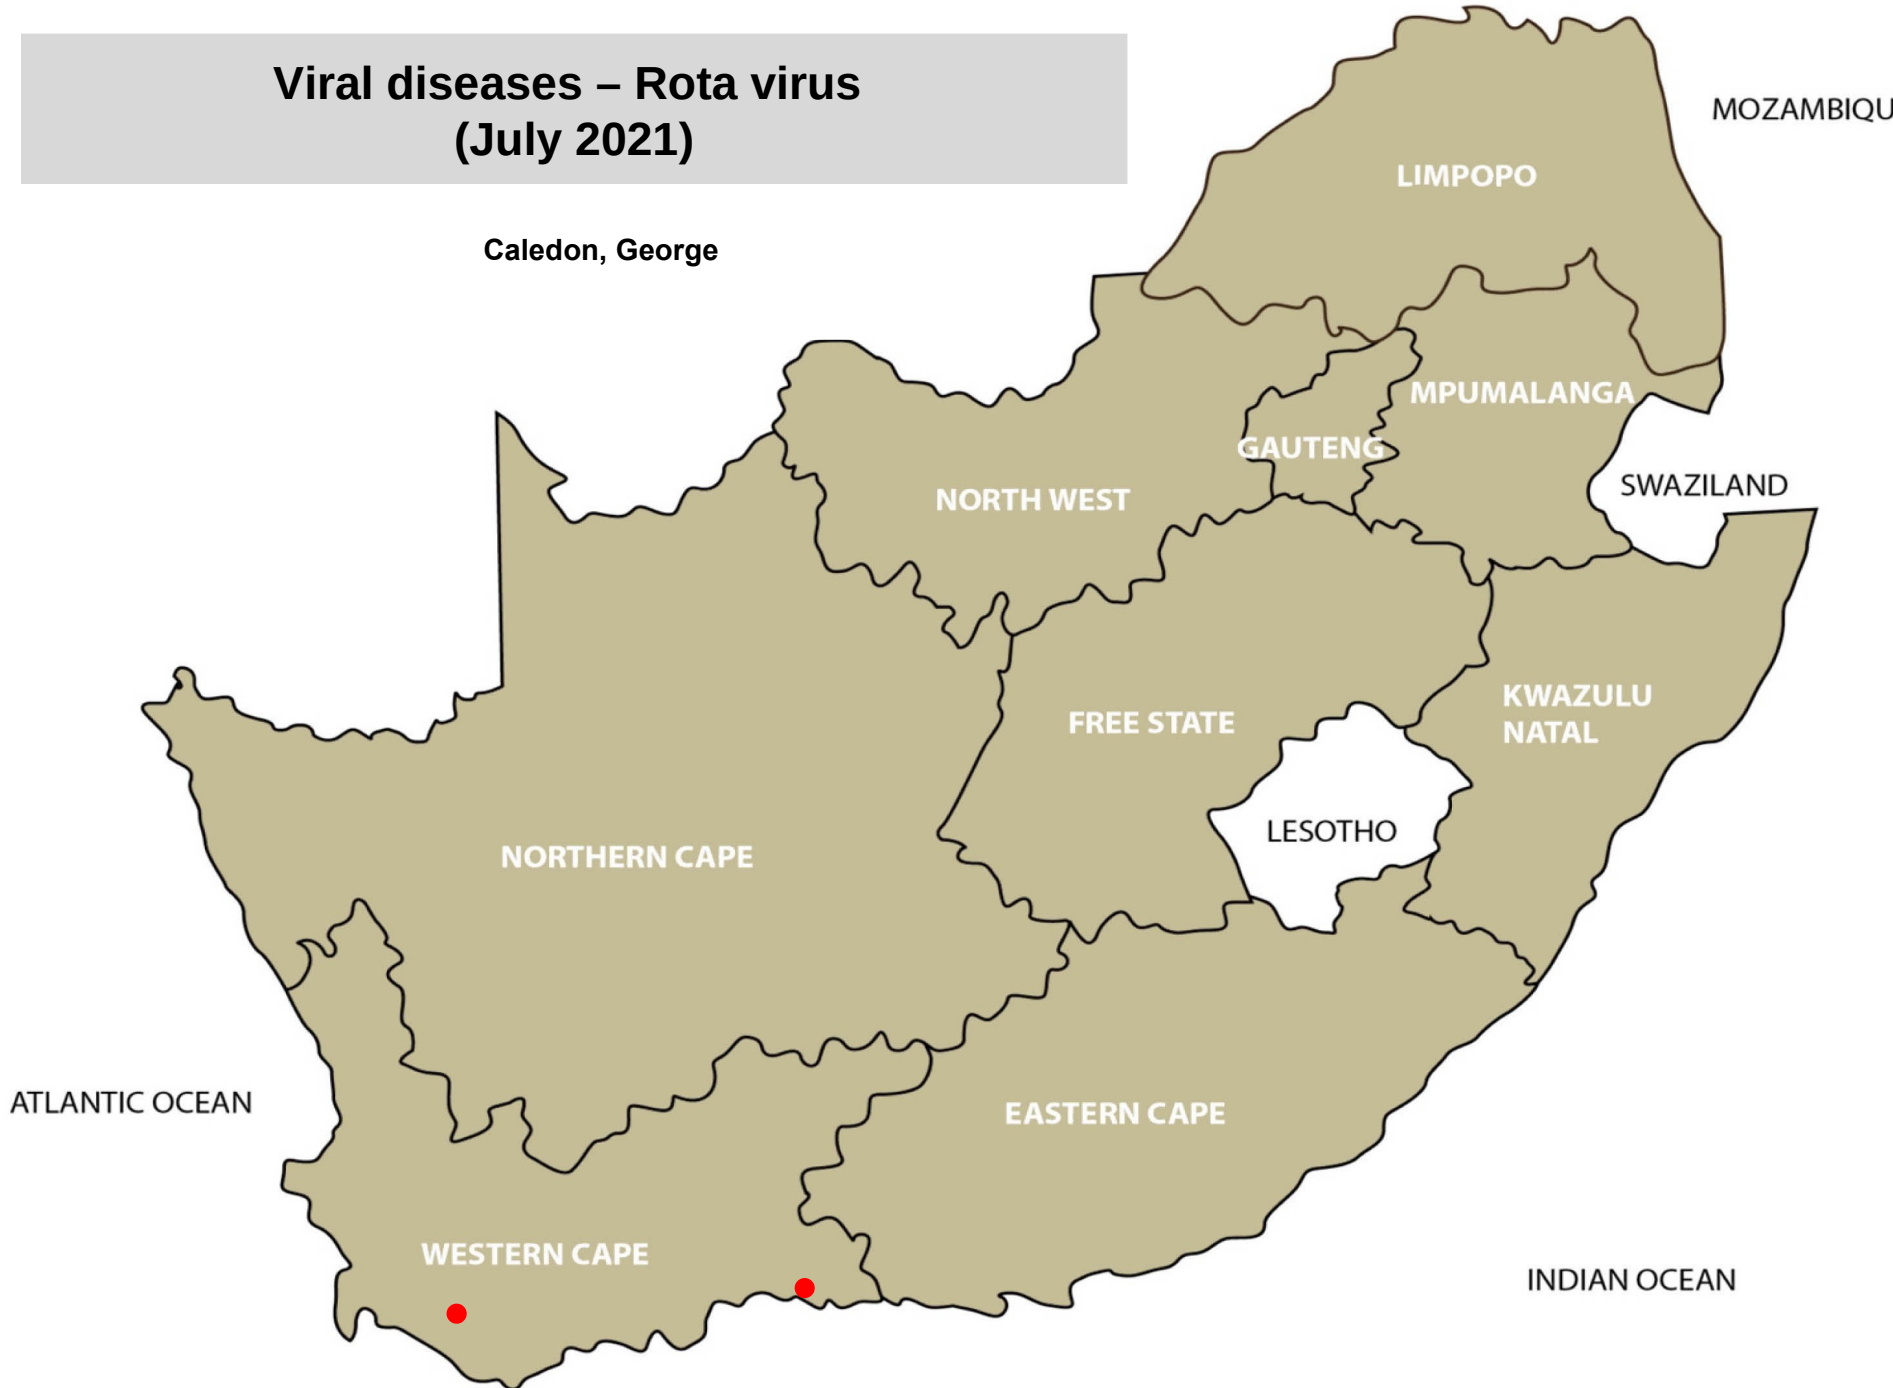 Viral diseases – Rota virus
(July 2021)
Caledon, George
MOZAMBIQU
LIMPOPO
MPUMALANGA
GAUTENG
NORTH WEST
SWAZILAND
KWAZULU
NATAL
FREE STATE
LESOTHO
NORTHERN CAPE
ATLANTIC OCEAN
EASTERN CAPE
WESTERN CAPE
INDIAN OCEAN